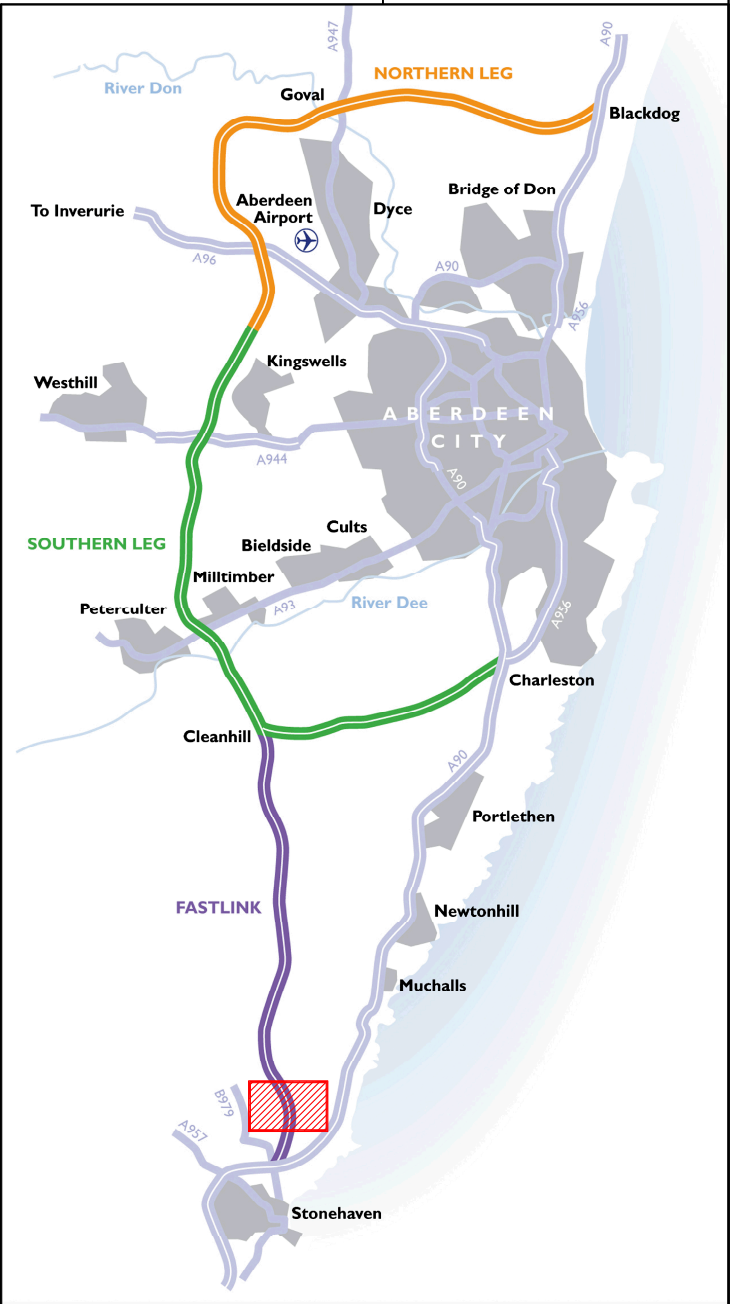 A947
A90
NORTHERN LEG
River Don
Goval
Blackdog
Bridge of Don
Aberdeen
Airport
To Inverurie
Dyce
A96
A90
A956
Kingswells
Westhill
ABERDEEN
CITY
A944
A90
Cults
SOUTHERN LEG
Bieldside
Milltimber
River Dee
Peterculter
A93
A956
Charleston
Cleanhill
A90
Portlethen
FASTLINK
Newtonhill
Muchalls
B979
A957
Stonehaven